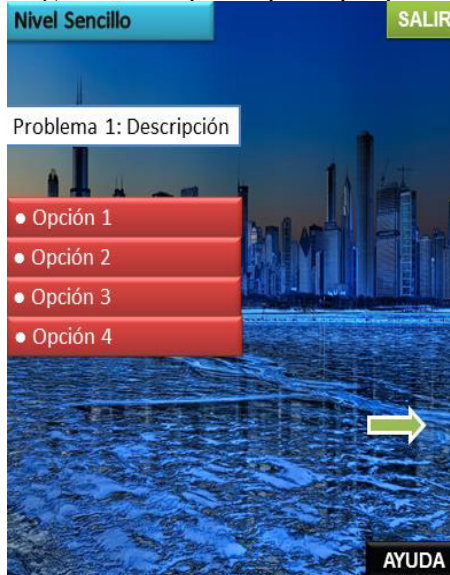 Nivel Sencillo
SALIR
Problema 1: Descripción
● Opción 1
● Opción 2
● Opción 3
● Opción 4
AYUDA